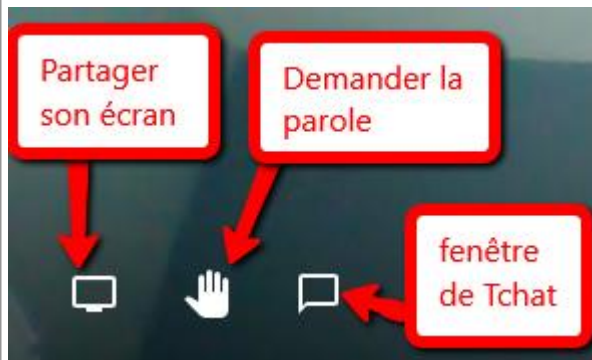 Partager
son écran
Demander la
parole
fenêtre
de Tchat